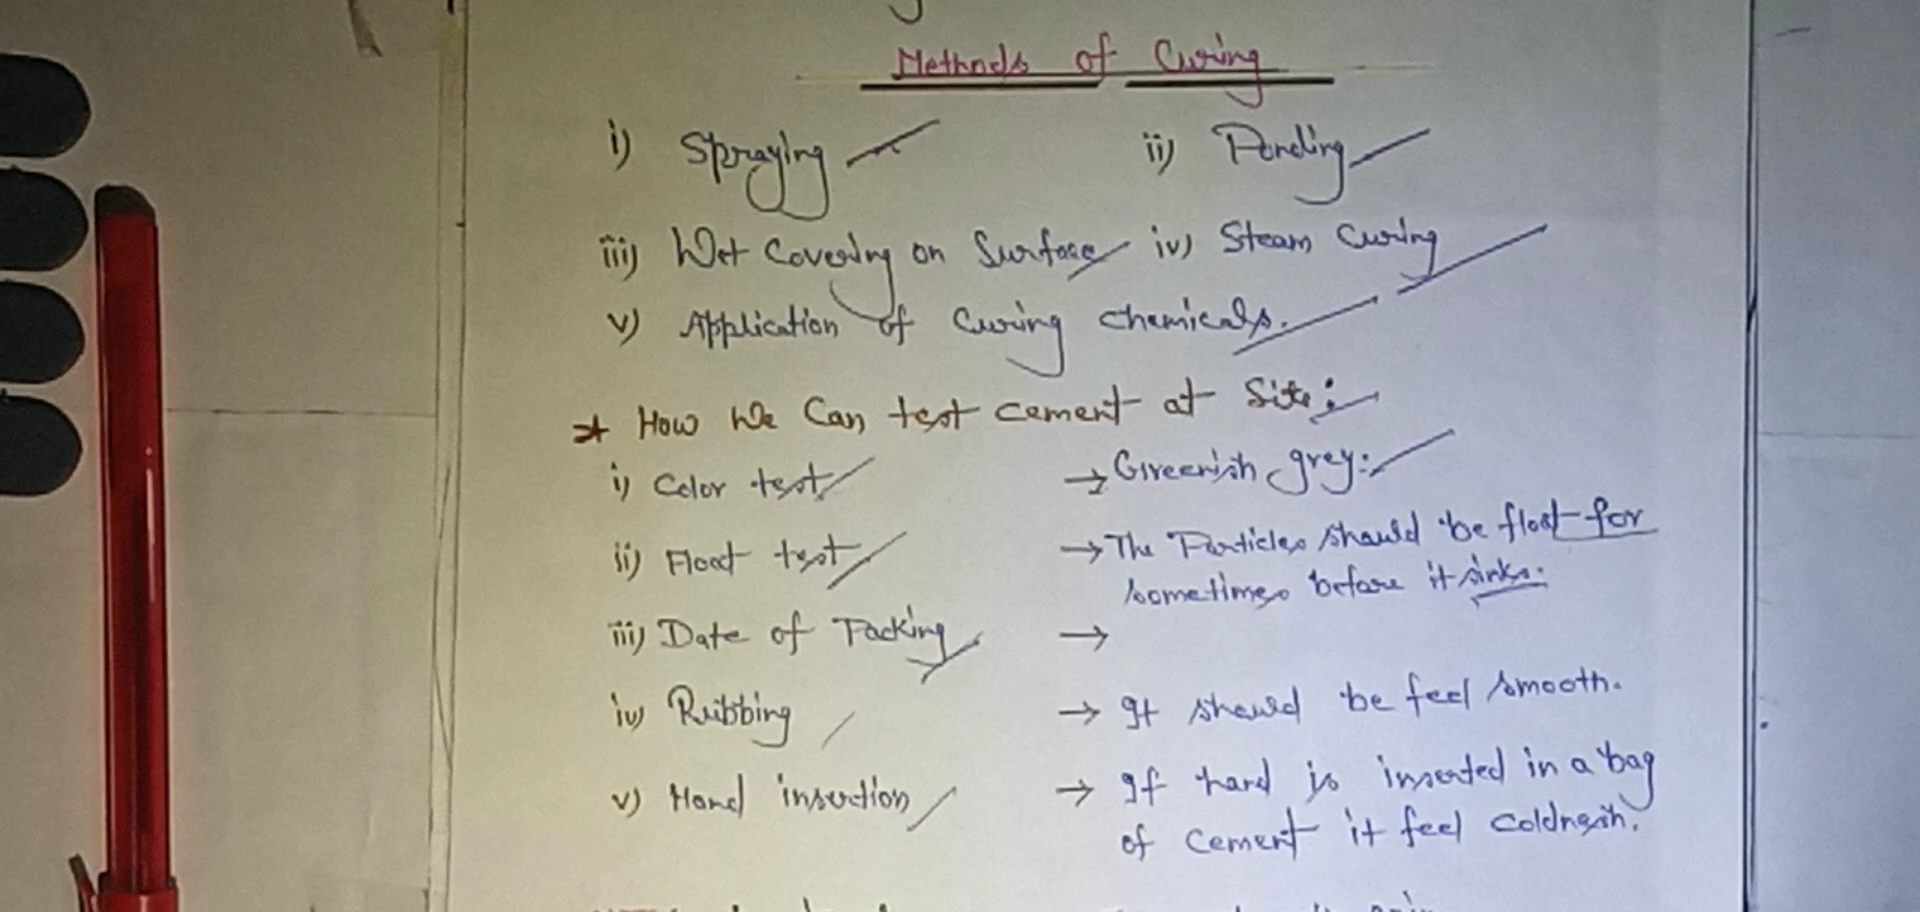 Methods of Curing
i) Spraying ii) Ponding
iii) Wet Covering on Surface iv) Steam Curing
v) Application of Curing Chemicals.
* How We Can test cement at Site:
i) Color test → Greenish grey:
ii) Float test → The Particles should be float for
sometimes before it sinks.
iii) Date of Packing →
iv) Rubbing → It should be feel smooth.
v) Hand insertion → If hand is inserted in a bag
of cement it feel coldnesh.